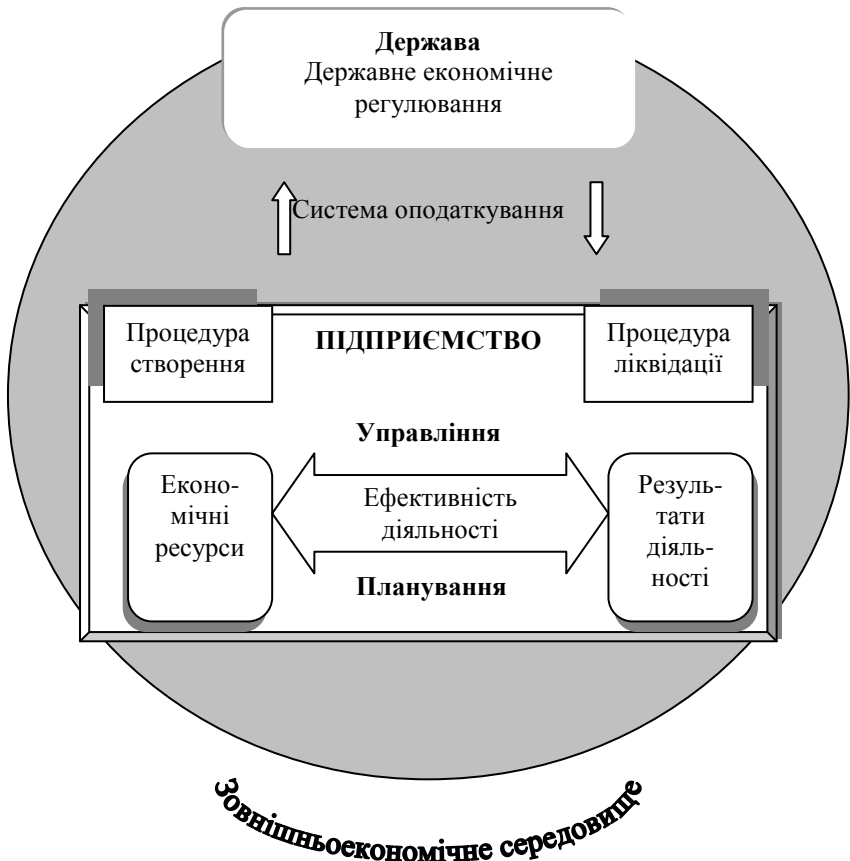 Держава
Державне економічне
регулювання
Система оподаткування
Процедура
створення
ПІДПРИЄМСТВО
Процедура
ліквідації
Управління
Еконо-
мічні
ресурси
Ефективність
діяльності
Резуль-
тати
діяль-
ності
Планування
Зовнішньоекономічне середовище